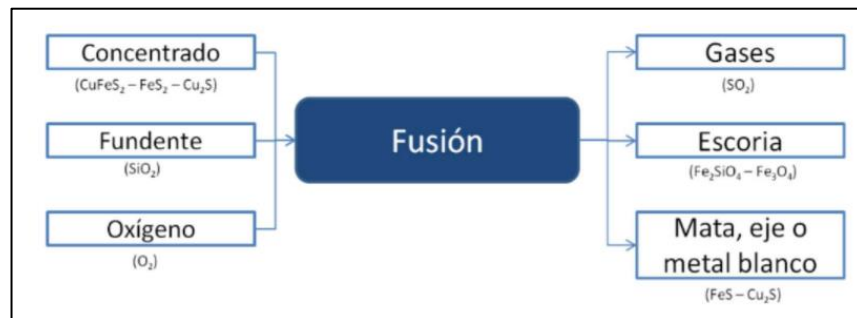 Concentrado
(CuFeS₂ – FeS₂ – Cu₂S)
Fundente
(SiO₂)
Oxígeno
(O₂)
Fusión
Gases
(SO₂)
Escoria
(Fe₂SiO₄ – Fe₃O₄)
Mata, eje o
metal blanco
(FeS – Cu₂S)